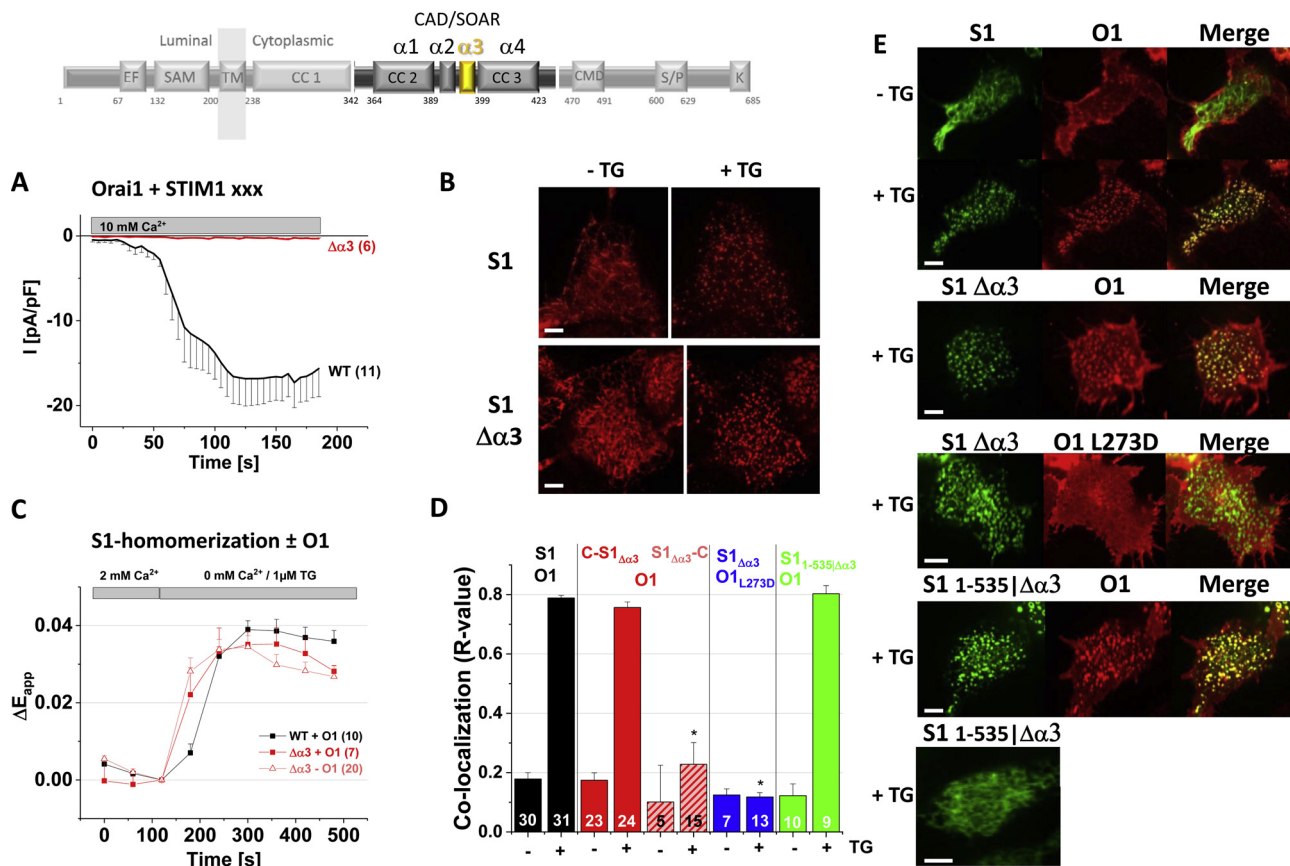 CAD/SOAR
Luminal Cytoplasmic α1 α2 α3 α4
EF SAM TM CC 1 CC 2 CC 3 CMD S/P K
1 67 132 200 238 342 364 389 399 423 470 491 600 629 685
A
Orai1 + STIM1 xxx
10 mM Ca²⁺
0
-10
-20
I [pA/pF]
Δα3 (6)
WT (11)
0 50 100 150 200 250
Time [s]
B
- TG + TG
S1
S1
Δα3
C
S1-homomerization ± O1
2 mM Ca²⁺ 0 mM Ca²⁺ / 1µM TG
0.04
0.02
0.00
ΔEapp
WT + O1 (10)
Δα3 + O1 (7)
Δα3 - O1 (20)
0 100 200 300 400 500
Time [s]
D
S1 C-S1Δα3 S1Δα3-C S1Δα3 S11-535|Δα3
O1 O1 O1L273D O1
0.8
0.6
0.4
0.2
0.0
Co-localization (R-value)
* *
30 31 23 24 5 15 7 13 10 9
- + - + - + - + - + TG
E
S1 O1 Merge
- TG
+ TG
S1 Δα3 O1 Merge
+ TG
S1 Δα3 O1 L273D Merge
+ TG
S1 1-535|Δα3 O1 Merge
+ TG
S1 1-535|Δα3
+ TG